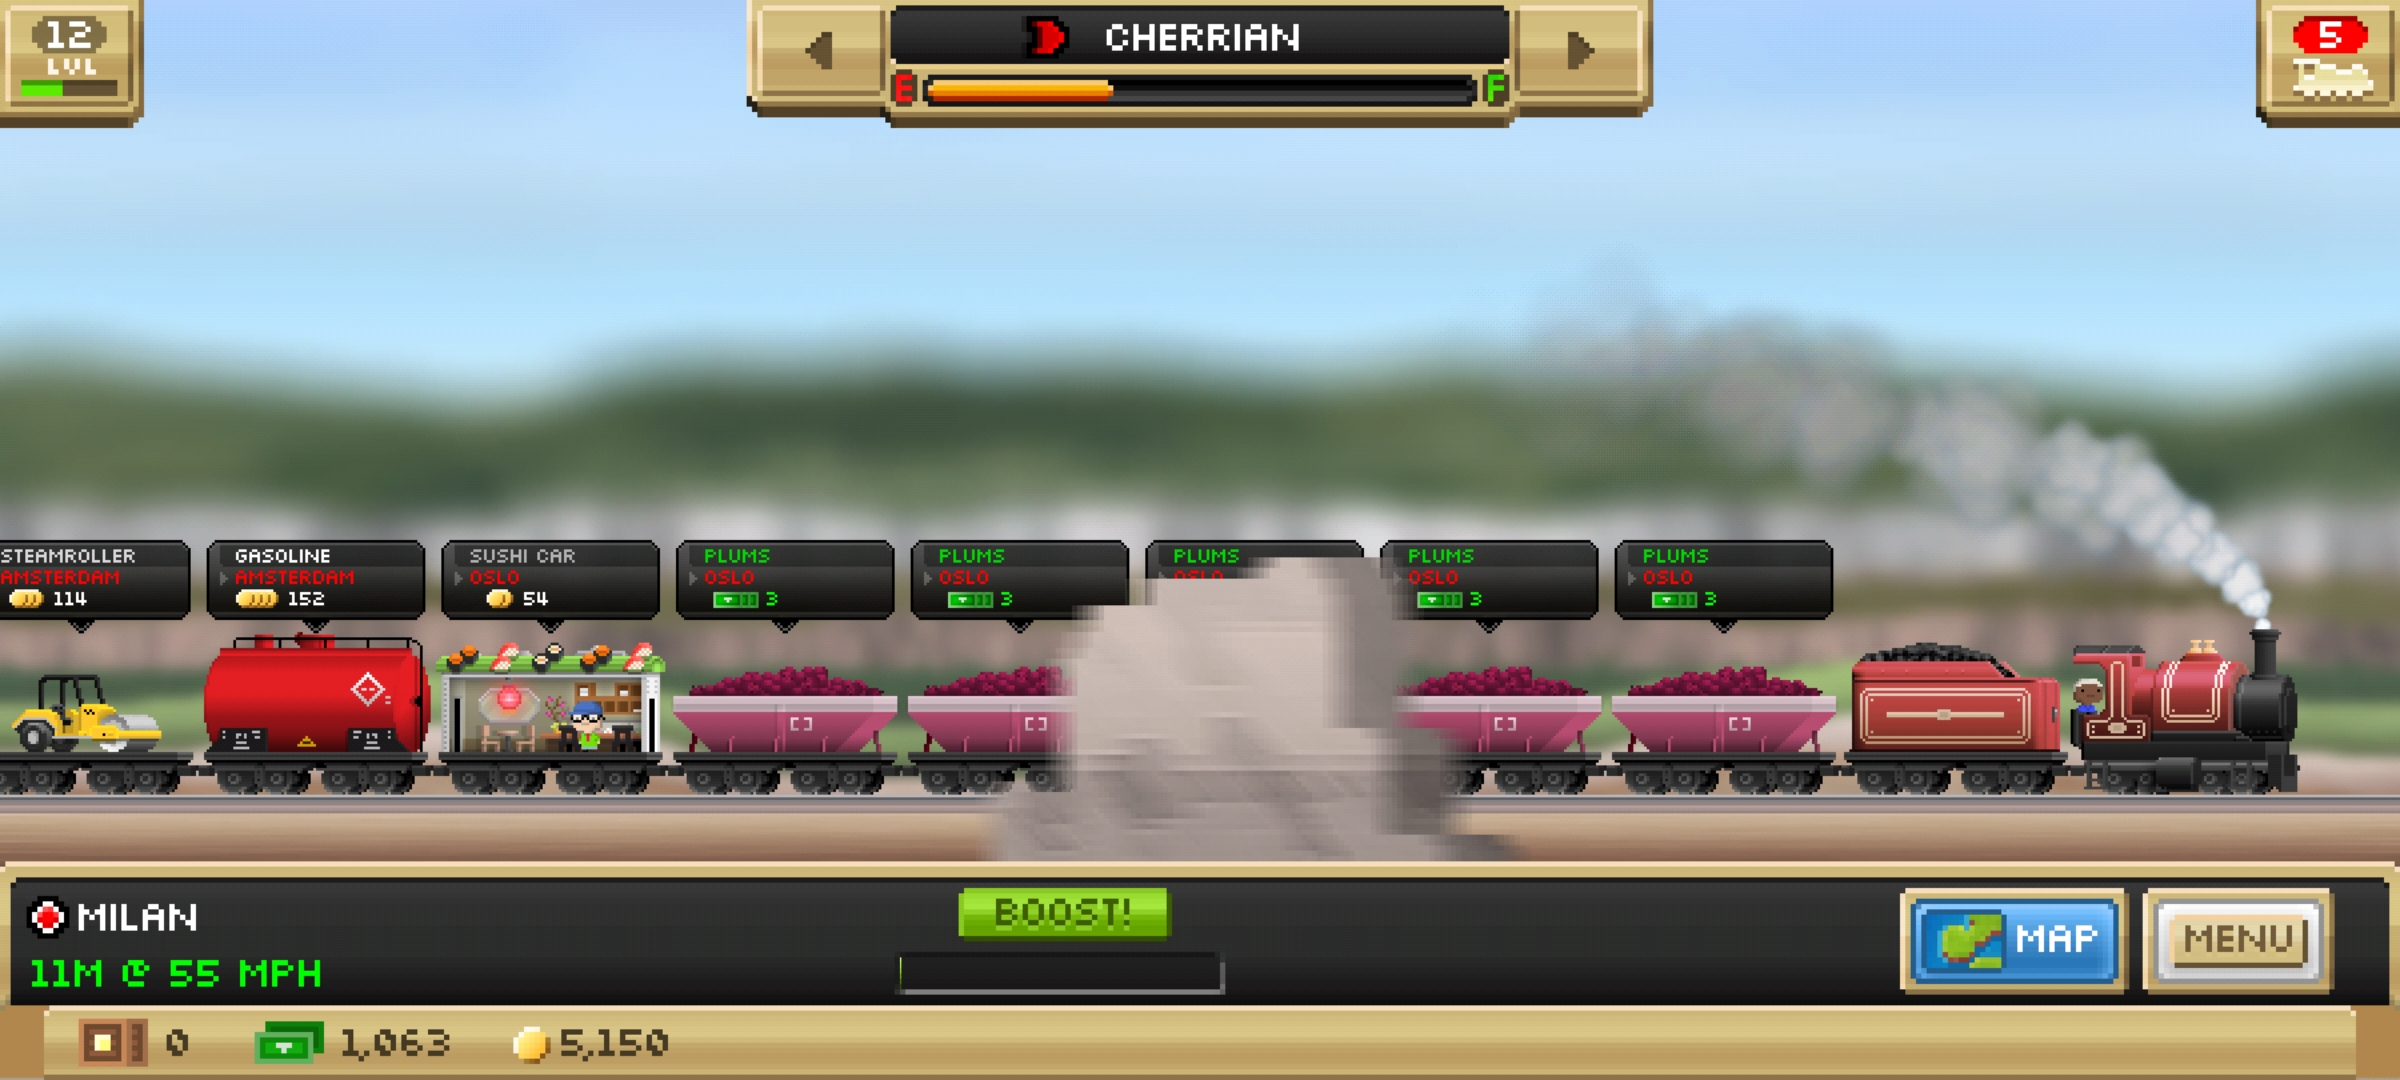 12
LVL
CHERRIAN
E F
5
STEAMROLLER
AMSTERDAM
114
GASOLINE
AMSTERDAM
152
SUSHI CAR
OSLO
54
PLUMS
OSLO
3
PLUMS
OSLO
3
PLUMS
OSLO
PLUMS
OSLO
3
PLUMS
OSLO
3
MILAN
11M @ 55 MPH
BOOST!
MAP
MENU
0
1,063
5,150